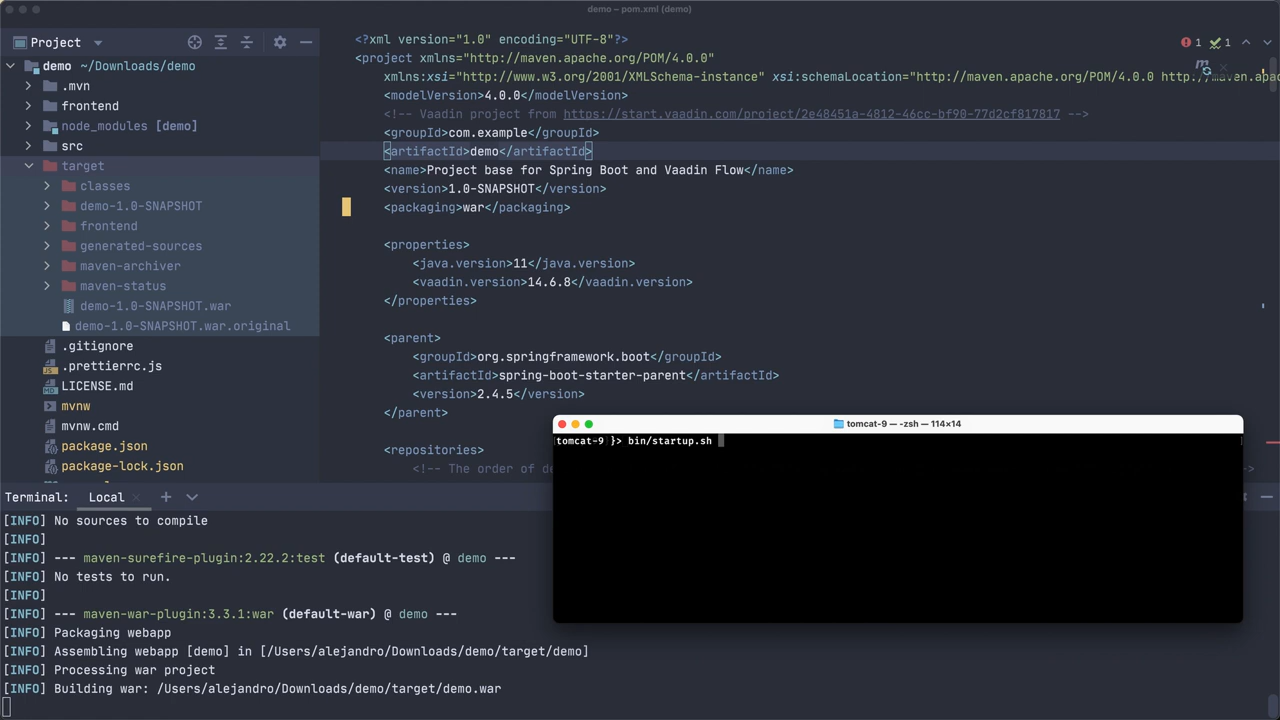 demo – pom.xml (demo)
Project
demo ~/Downloads/demo
.mvn
frontend
node_modules [demo]
src
target
classes
demo-1.0-SNAPSHOT
frontend
generated-sources
maven-archiver
maven-status
demo-1.0-SNAPSHOT.war
demo-1.0-SNAPSHOT.war.original
.gitignore
.prettierrc.js
LICENSE.md
mvnw
mvnw.cmd
package.json
package-lock.json
<?xml version="1.0" encoding="UTF-8"?>
<project xmlns="http://maven.apache.org/POM/4.0.0"
xmlns:xsi="http://www.w3.org/2001/XMLSchema-instance" xsi:schemaLocation="http://maven.apache.org/POM/4.0.0 http://maven.apa
<modelVersion>4.0.0</modelVersion>
<!-- Vaadin project from https://start.vaadin.com/project/2e48451a-4812-46cc-bf90-77d2cf817817 -->
<groupId>com.example</groupId>
<artifactId>demo</artifactId>
<name>Project base for Spring Boot and Vaadin Flow</name>
<version>1.0-SNAPSHOT</version>
<packaging>war</packaging>
<properties>
<java.version>11</java.version>
<vaadin.version>14.6.8</vaadin.version>
</properties>
<parent>
<groupId>org.springframework.boot</groupId>
<artifactId>spring-boot-starter-parent</artifactId>
<version>2.4.5</version>
</parent>
<repositories>
<!-- The order of de
1 1
tomcat-9 — -zsh — 114×14
tomcat-9 }> bin/startup.sh
Terminal: Local
[INFO] No sources to compile
[INFO]
[INFO] --- maven-surefire-plugin:2.22.2:test (default-test) @ demo ---
[INFO] No tests to run.
[INFO]
[INFO] --- maven-war-plugin:3.3.1:war (default-war) @ demo ---
[INFO] Packaging webapp
[INFO] Assembling webapp [demo] in [/Users/alejandro/Downloads/demo/target/demo]
[INFO] Processing war project
[INFO] Building war: /Users/alejandro/Downloads/demo/target/demo.war